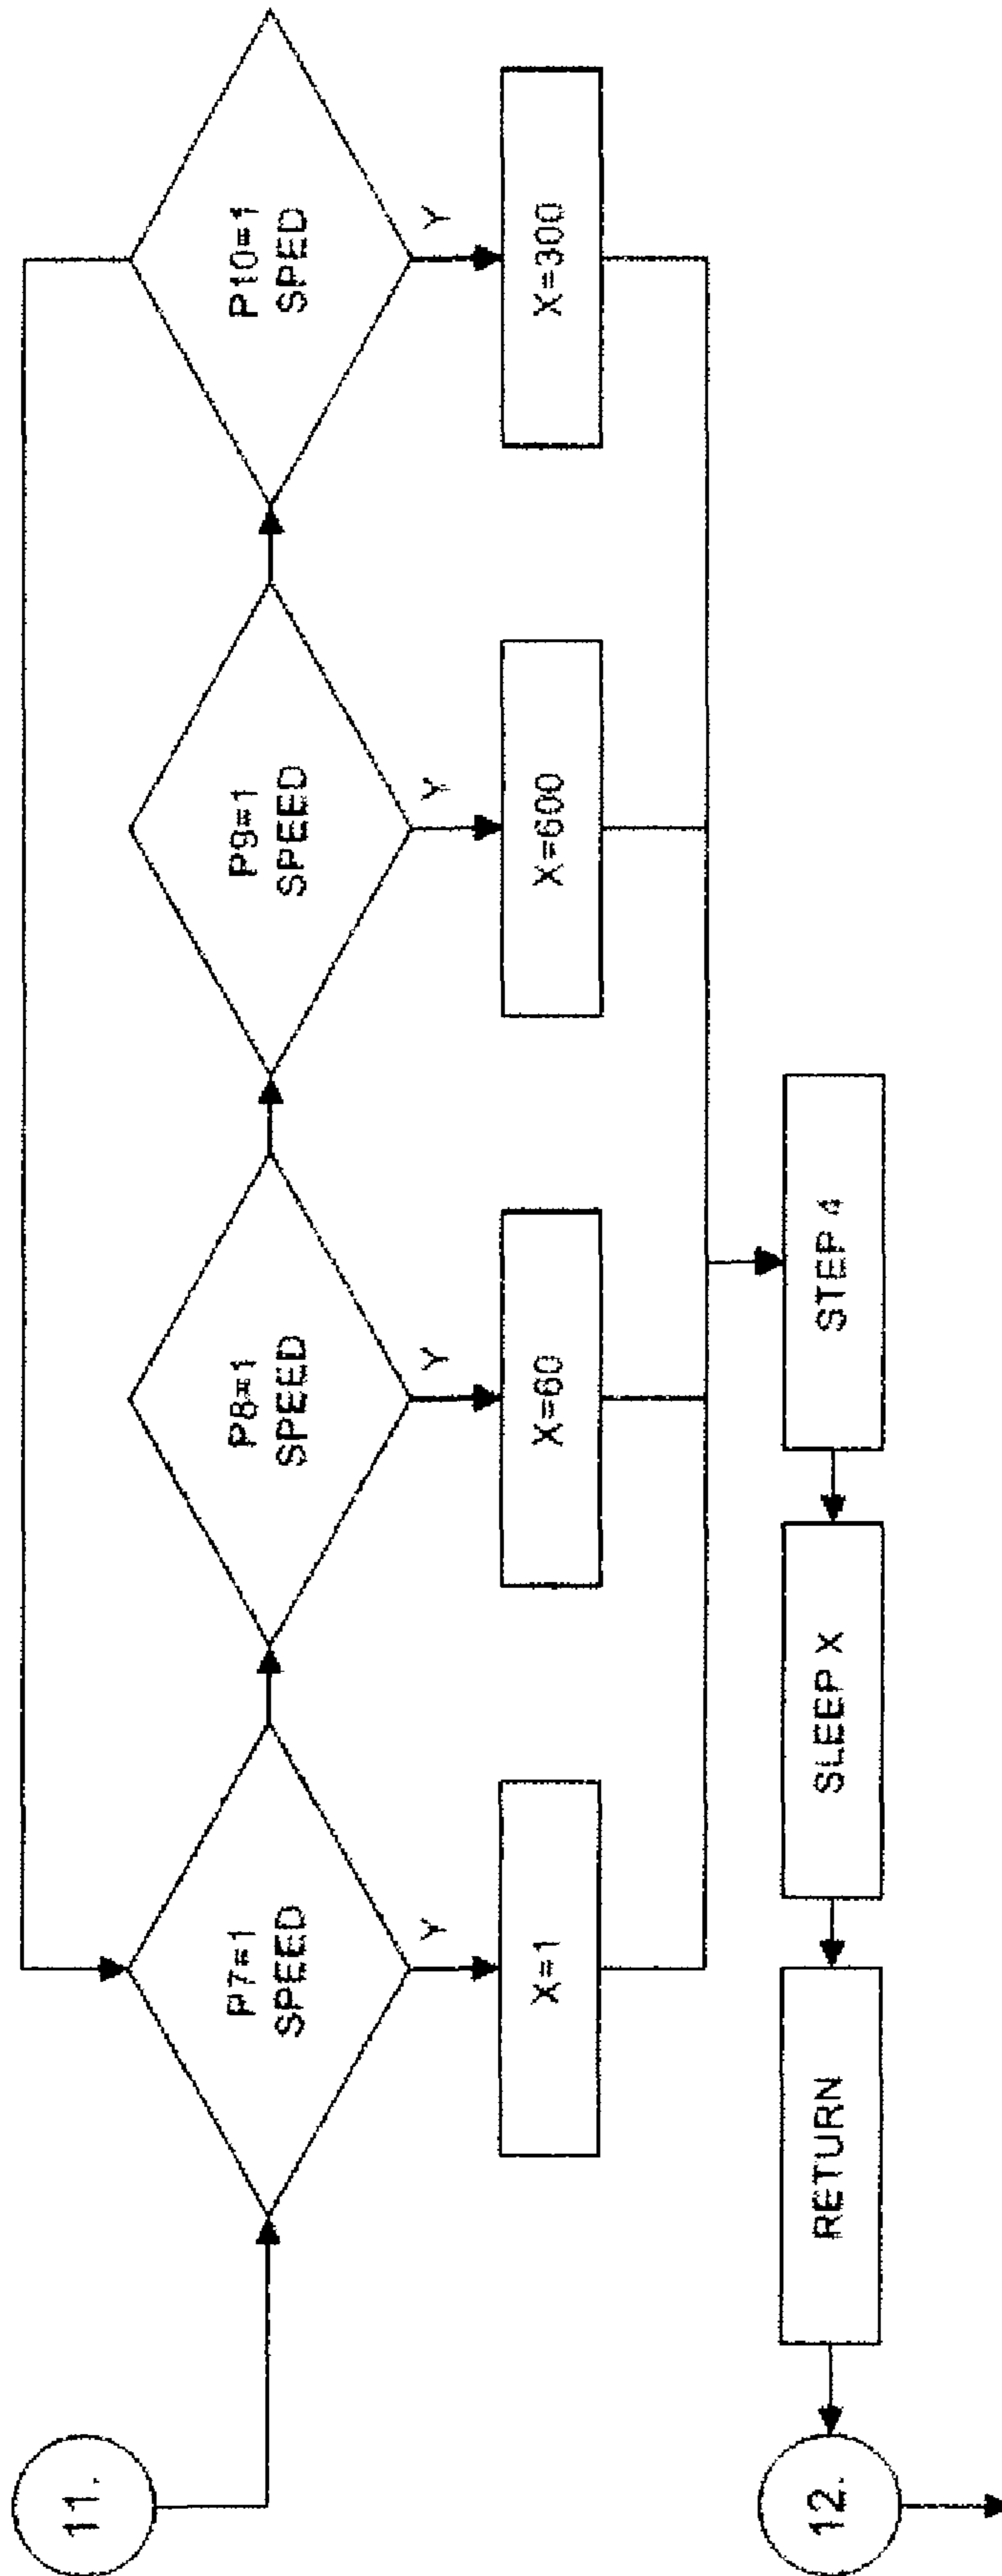 11.
P7=1
SPEED
P8=1
SPEED
P9=1
SPEED
P10=1
SPED
Y
Y
Y
Y
X=1
X=60
X=600
X=300
12.
RETURN
SLEEP X
STEP 4